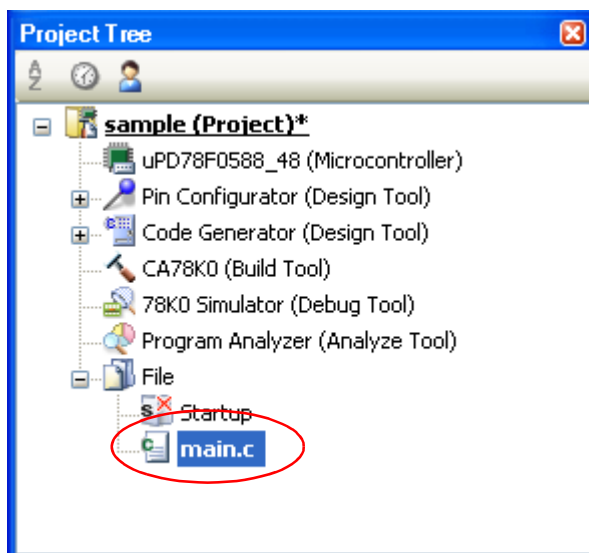 Project Tree
sample (Project)*
uPD78F0588_48 (Microcontroller)
Pin Configurator (Design Tool)
Code Generator (Design Tool)
CA78K0 (Build Tool)
78K0 Simulator (Debug Tool)
Program Analyzer (Analyze Tool)
File
Startup
main.c